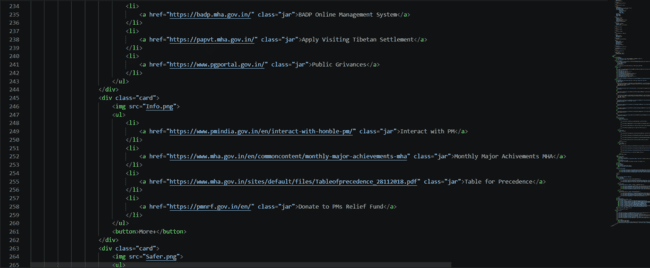 234 <li>
235 <a href="https://badp.mha.gov.in/" class="jar">BADP Online Management System</a>
236 </li>
237 <li>
238 <a href="https://papvt.mha.gov.in/" class="jar">Apply Visiting Tibetan Settlement</a>
239 </li>
240 <li>
241 <a href="https://www.pgportal.gov.in/" class="jar">Public Grivances</a>
242 </li>
243 </ul>
244 </div>
245 <div class="card">
246 <img src="Info.png">
247 <ul>
248 <li>
249 <a href="https://www.pmindia.gov.in/en/interact-with-honble-pm/" class="jar">Interact with PM</a>
250 </li>
251 <li>
252 <a href="https://www.mha.gov.in/en/commoncontent/monthly-major-achievements-mha" class="jar">Monthly Major Achivements MHA</a>
253 </li>
254 <li>
255 <a href="https://www.mha.gov.in/sites/default/files/Tableofprecedence_28112018.pdf" class="jar">Table for Precedence</a>
256 </li>
257 <li>
258 <a href="https://pmnrf.gov.in/en/" class="jar">Donate to PMs Relief Fund</a>
259 </li>
260 </ul>
261 <button>More+</button>
262 </div>
263 <div class="card">
264 <img src="Safer.png">
265 <ul>